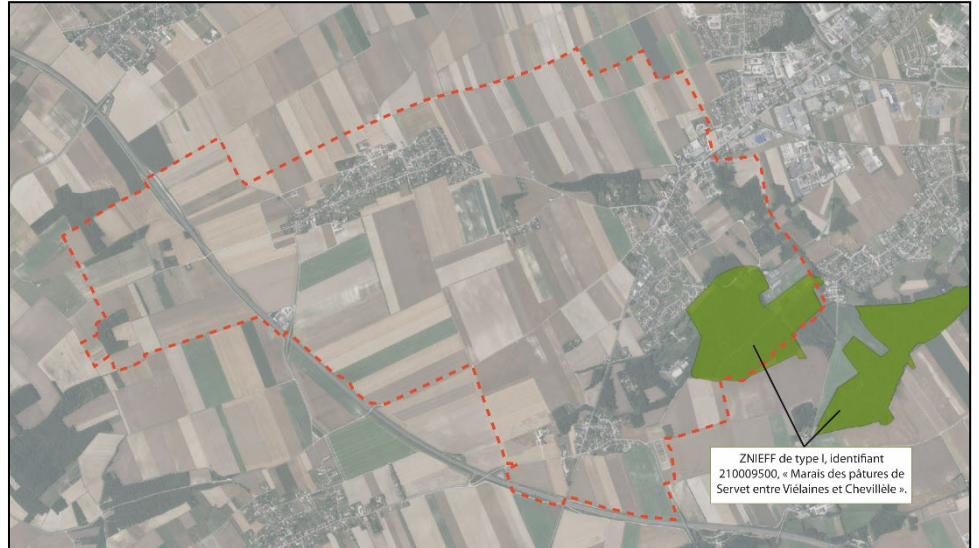 ZNIEFF de type I, identifiant
210009500, « Marais des pâtures de
Servet entre Viélaines et Chevillèle ».